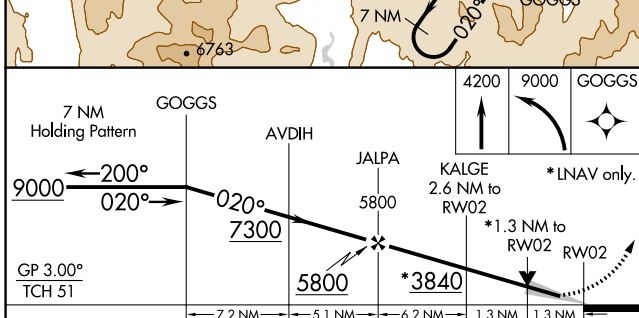 GOGGS
7 NM
020°
6763
4200
9000
GOGGS
7 NM
Holding Pattern
GOGGS
AVDIH
JALPA
5800
KALGE
2.6 NM to
RW02
*LNAV only.
9000
200°
020°
020°
7300
*1.3 NM to
RW02
RW02
5800
*3840
GP 3.00°
TCH 51
7.2 NM
5.1 NM
6.2 NM
1.3 NM
1.3 NM